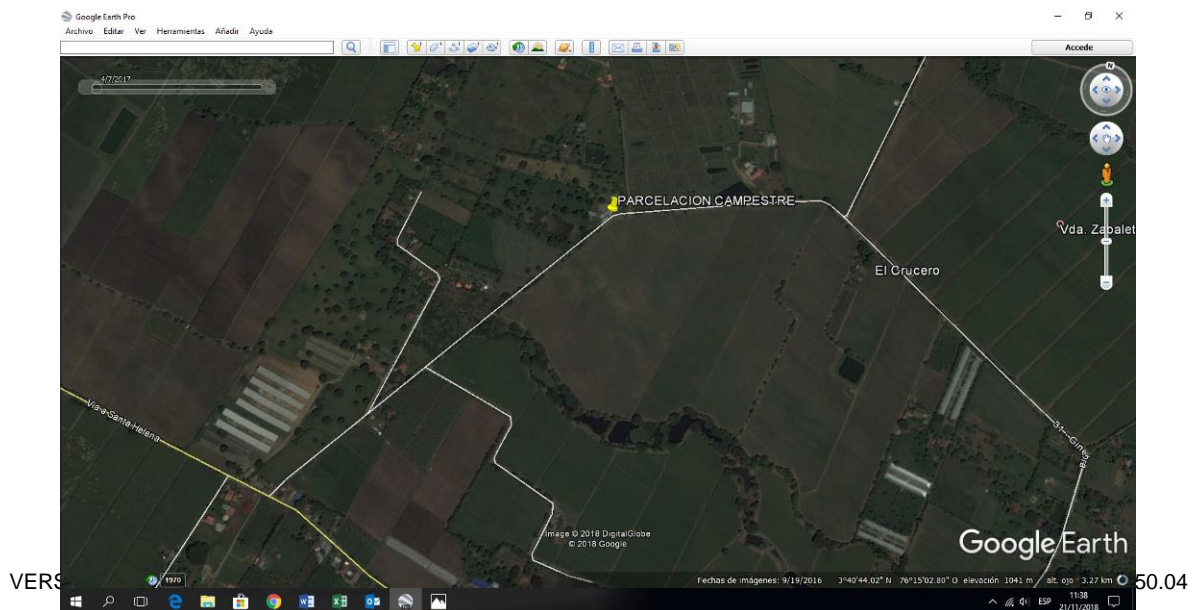 Google Earth Pro
Archivo Editar Ver Herramientas Añadir Ayuda
Accede
4/7/2017
N
PARCELACION CAMPESTRE
Vda. Zabalet
El Crucero
Via a Santa Helena
31 Ginebra
Image © 2018 DigitalGlobe
© 2018 Google
Google Earth
1970
Fechas de imágenes: 9/19/2016 3°40'44.02" N 76°15'02.80" O elevación 1041 m alt. ojo 3.27 km
VERS
50.04
ESP
11:38
21/11/2018